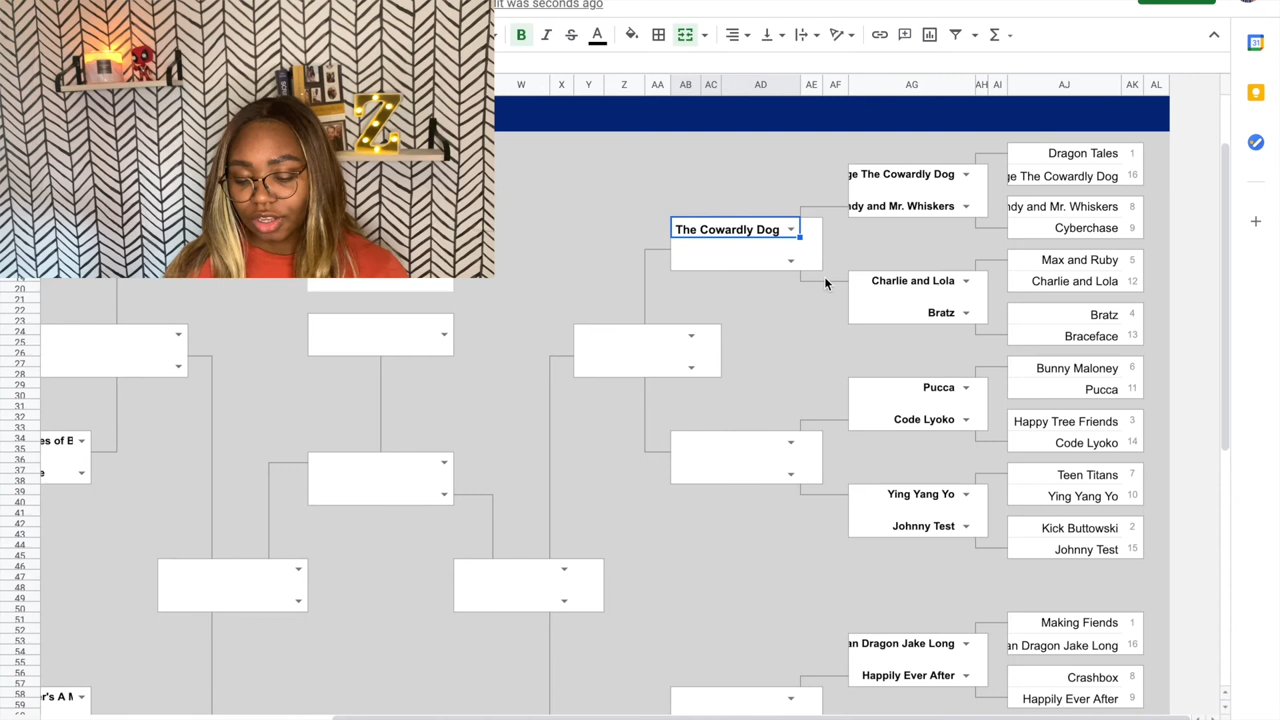 lit was seconds ago
B I S A
Σ
31
W X Y Z AA AB AC AD AE AF AG AH AI AJ AK AL
Z
Dragon Tales 1
ge The Cowardly Dog
ge The Cowardly Dog 16
ndy and Mr. Whiskers
ndy and Mr. Whiskers 8
The Cowardly Dog
Cyberchase 9
Max and Ruby 5
Charlie and Lola
Charlie and Lola 12
Bratz
Bratz 4
Braceface 13
Bunny Maloney 6
Pucca
Pucca 11
Code Lyoko
Happy Tree Friends 3
Code Lyoko 14
Teen Titans 7
Ying Yang Yo
Ying Yang Yo 10
Johnny Test
Kick Buttowski 2
Johnny Test 15
Making Fiends 1
an Dragon Jake Long
an Dragon Jake Long 16
Happily Ever After
Crashbox 8
Happily Ever After 9
es of B
e
r's A M
20
21
22
23
24
25
26
27
28
29
30
31
32
33
34
35
36
37
38
39
40
41
42
43
44
45
46
47
48
49
50
51
52
53
54
55
56
57
58
59